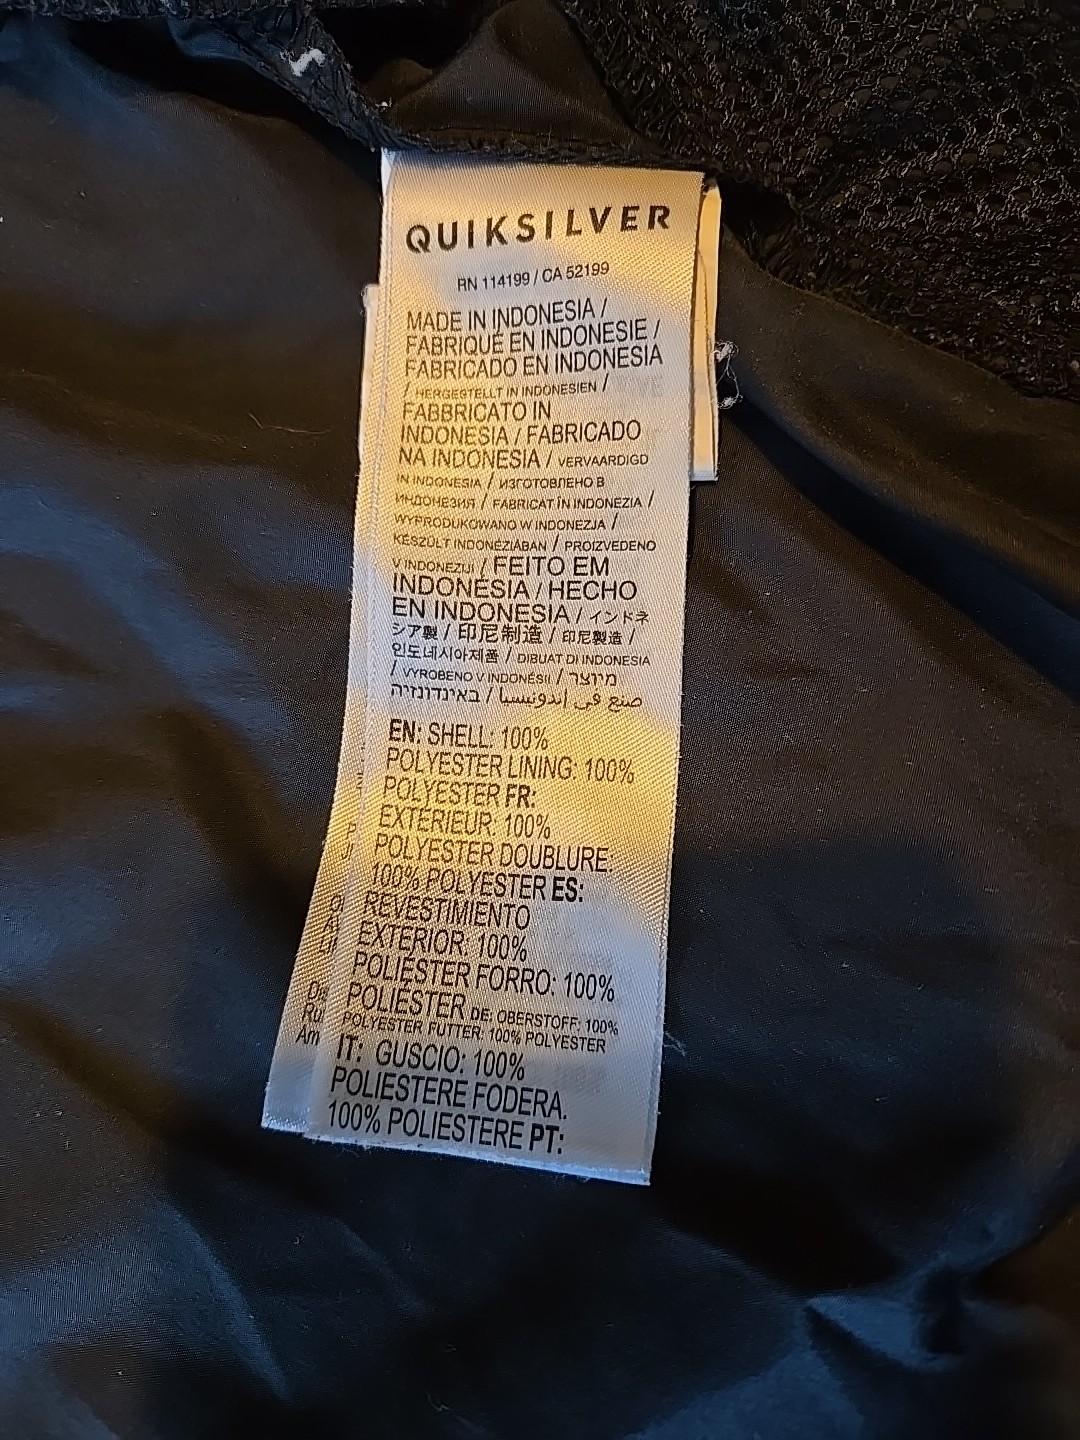 QUIKSILVER
RN 114199 / CA 52199
MADE IN INDONESIA /
FABRIQUÉ EN INDONESIE /
FABRICADO EN INDONESIA
/ HERGESTELLT IN INDONESIEN /
FABBRICATO IN
INDONESIA / FABRICADO
NA INDONESIA / VERVAARDIGD
IN INDONESIA / ИЗГОТОВЛЕНО В
ИНДОНЕЗИЯ / FABRICAT ÎN INDONEZIA /
WYPRODUKOWANO W INDONEZJA /
KÉSZÜLT INDONÉZIÁBAN / PROIZVEDENO
V INDONEZIJI / FEITO EM
INDONÉSIA / HECHO
EN INDONESIA / インドネ
シア製 / 印尼制造 / 印尼製造 /
인도네시아제품 / DIBUAT DI INDONESIA
/ VYROBENO V INDONÉSII / מיוצר
באינדונזיה / صنع في إندونيسيا
EN: SHELL: 100%
POLYESTER LINING: 100%
POLYESTER FR:
EXTERIEUR: 100%
POLYESTER DOUBLURE.
100% POLYESTER ES:
REVESTIMIENTO
EXTERIOR: 100%
POLIÉSTER FORRO: 100%
POLIÉSTER DE: OBERSTOFF: 100%
POLYESTER FUTTER: 100% POLYESTER
IT: GUSCIO: 100%
POLIESTERE FODERA.
100% POLIESTERE PT: